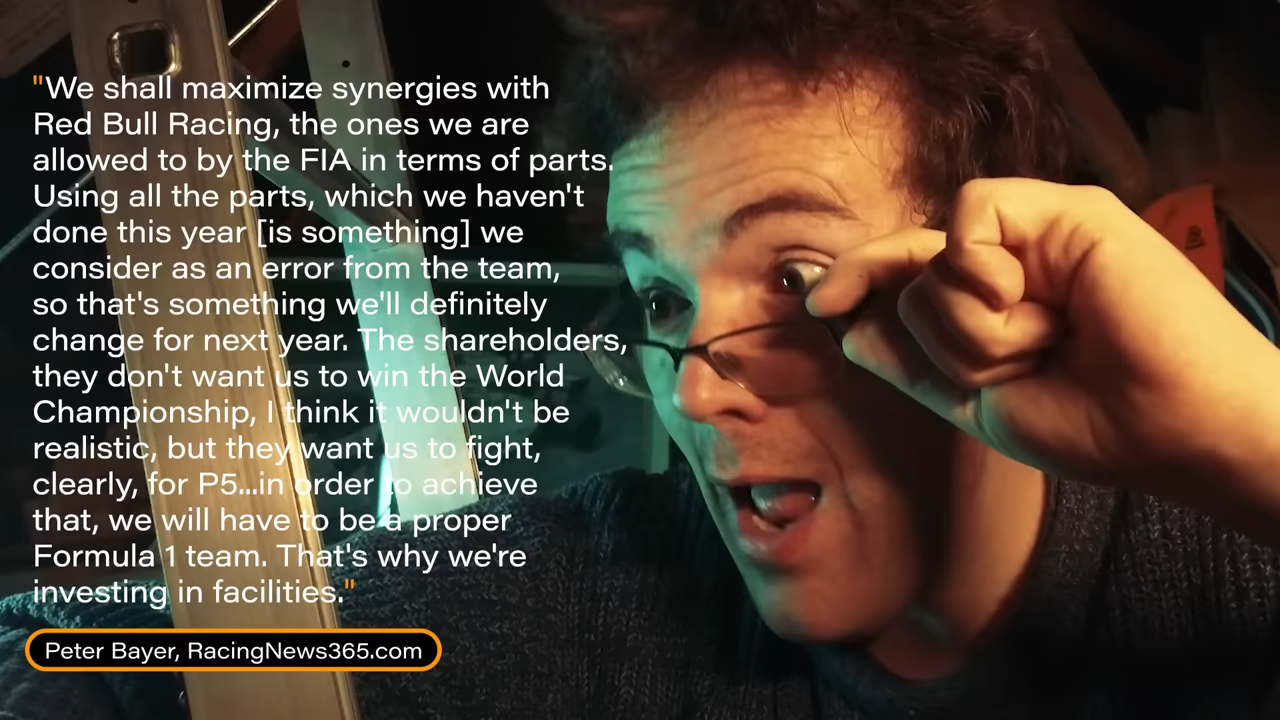 "We shall maximize synergies with
Red Bull Racing, the ones we are
allowed to by the FIA in terms of parts.
Using all the parts, which we haven't
done this year [is something] we
consider as an error from the team,
so that's something we'll definitely
change for next year. The shareholders,
they don't want us to win the World
Championship, I think it wouldn't be
realistic, but they want us to fight,
clearly, for P5...in order to achieve
that, we will have to be a proper
Formula 1 team. That's why we're
investing in facilities."
Peter Bayer, RacingNews365.com